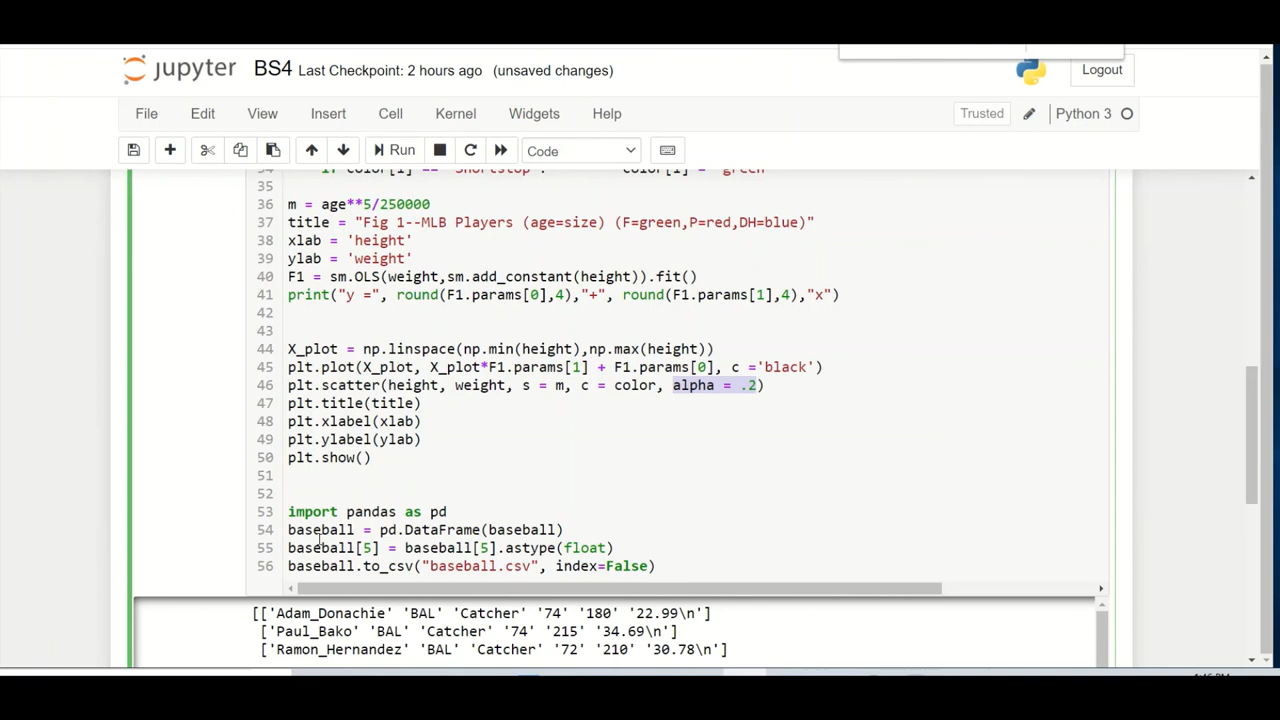 jupyter BS4 Last Checkpoint: 2 hours ago (unsaved changes) Logout
File Edit View Insert Cell Kernel Widgets Help Trusted Python 3
Run Code
34 if color[i] == 'Shortstop': color[i] = 'green'
35
36 m = age**5/250000
37 title = "Fig 1--MLB Players (age=size) (F=green,P=red,DH=blue)"
38 xlab = 'height'
39 ylab = 'weight'
40 F1 = sm.OLS(weight,sm.add_constant(height)).fit()
41 print("y =", round(F1.params[0],4),"+", round(F1.params[1],4),"x")
42
43
44 X_plot = np.linspace(np.min(height),np.max(height))
45 plt.plot(X_plot, X_plot*F1.params[1] + F1.params[0], c ='black')
46 plt.scatter(height, weight, s = m, c = color, alpha = .2)
47 plt.title(title)
48 plt.xlabel(xlab)
49 plt.ylabel(ylab)
50 plt.show()
51
52
53 import pandas as pd
54 baseball = pd.DataFrame(baseball)
55 baseball[5] = baseball[5].astype(float)
56 baseball.to_csv("baseball.csv", index=False)
[['Adam_Donachie' 'BAL' 'Catcher' '74' '180' '22.99\n']
['Paul_Bako' 'BAL' 'Catcher' '74' '215' '34.69\n']
['Ramon_Hernandez' 'BAL' 'Catcher' '72' '210' '30.78\n']